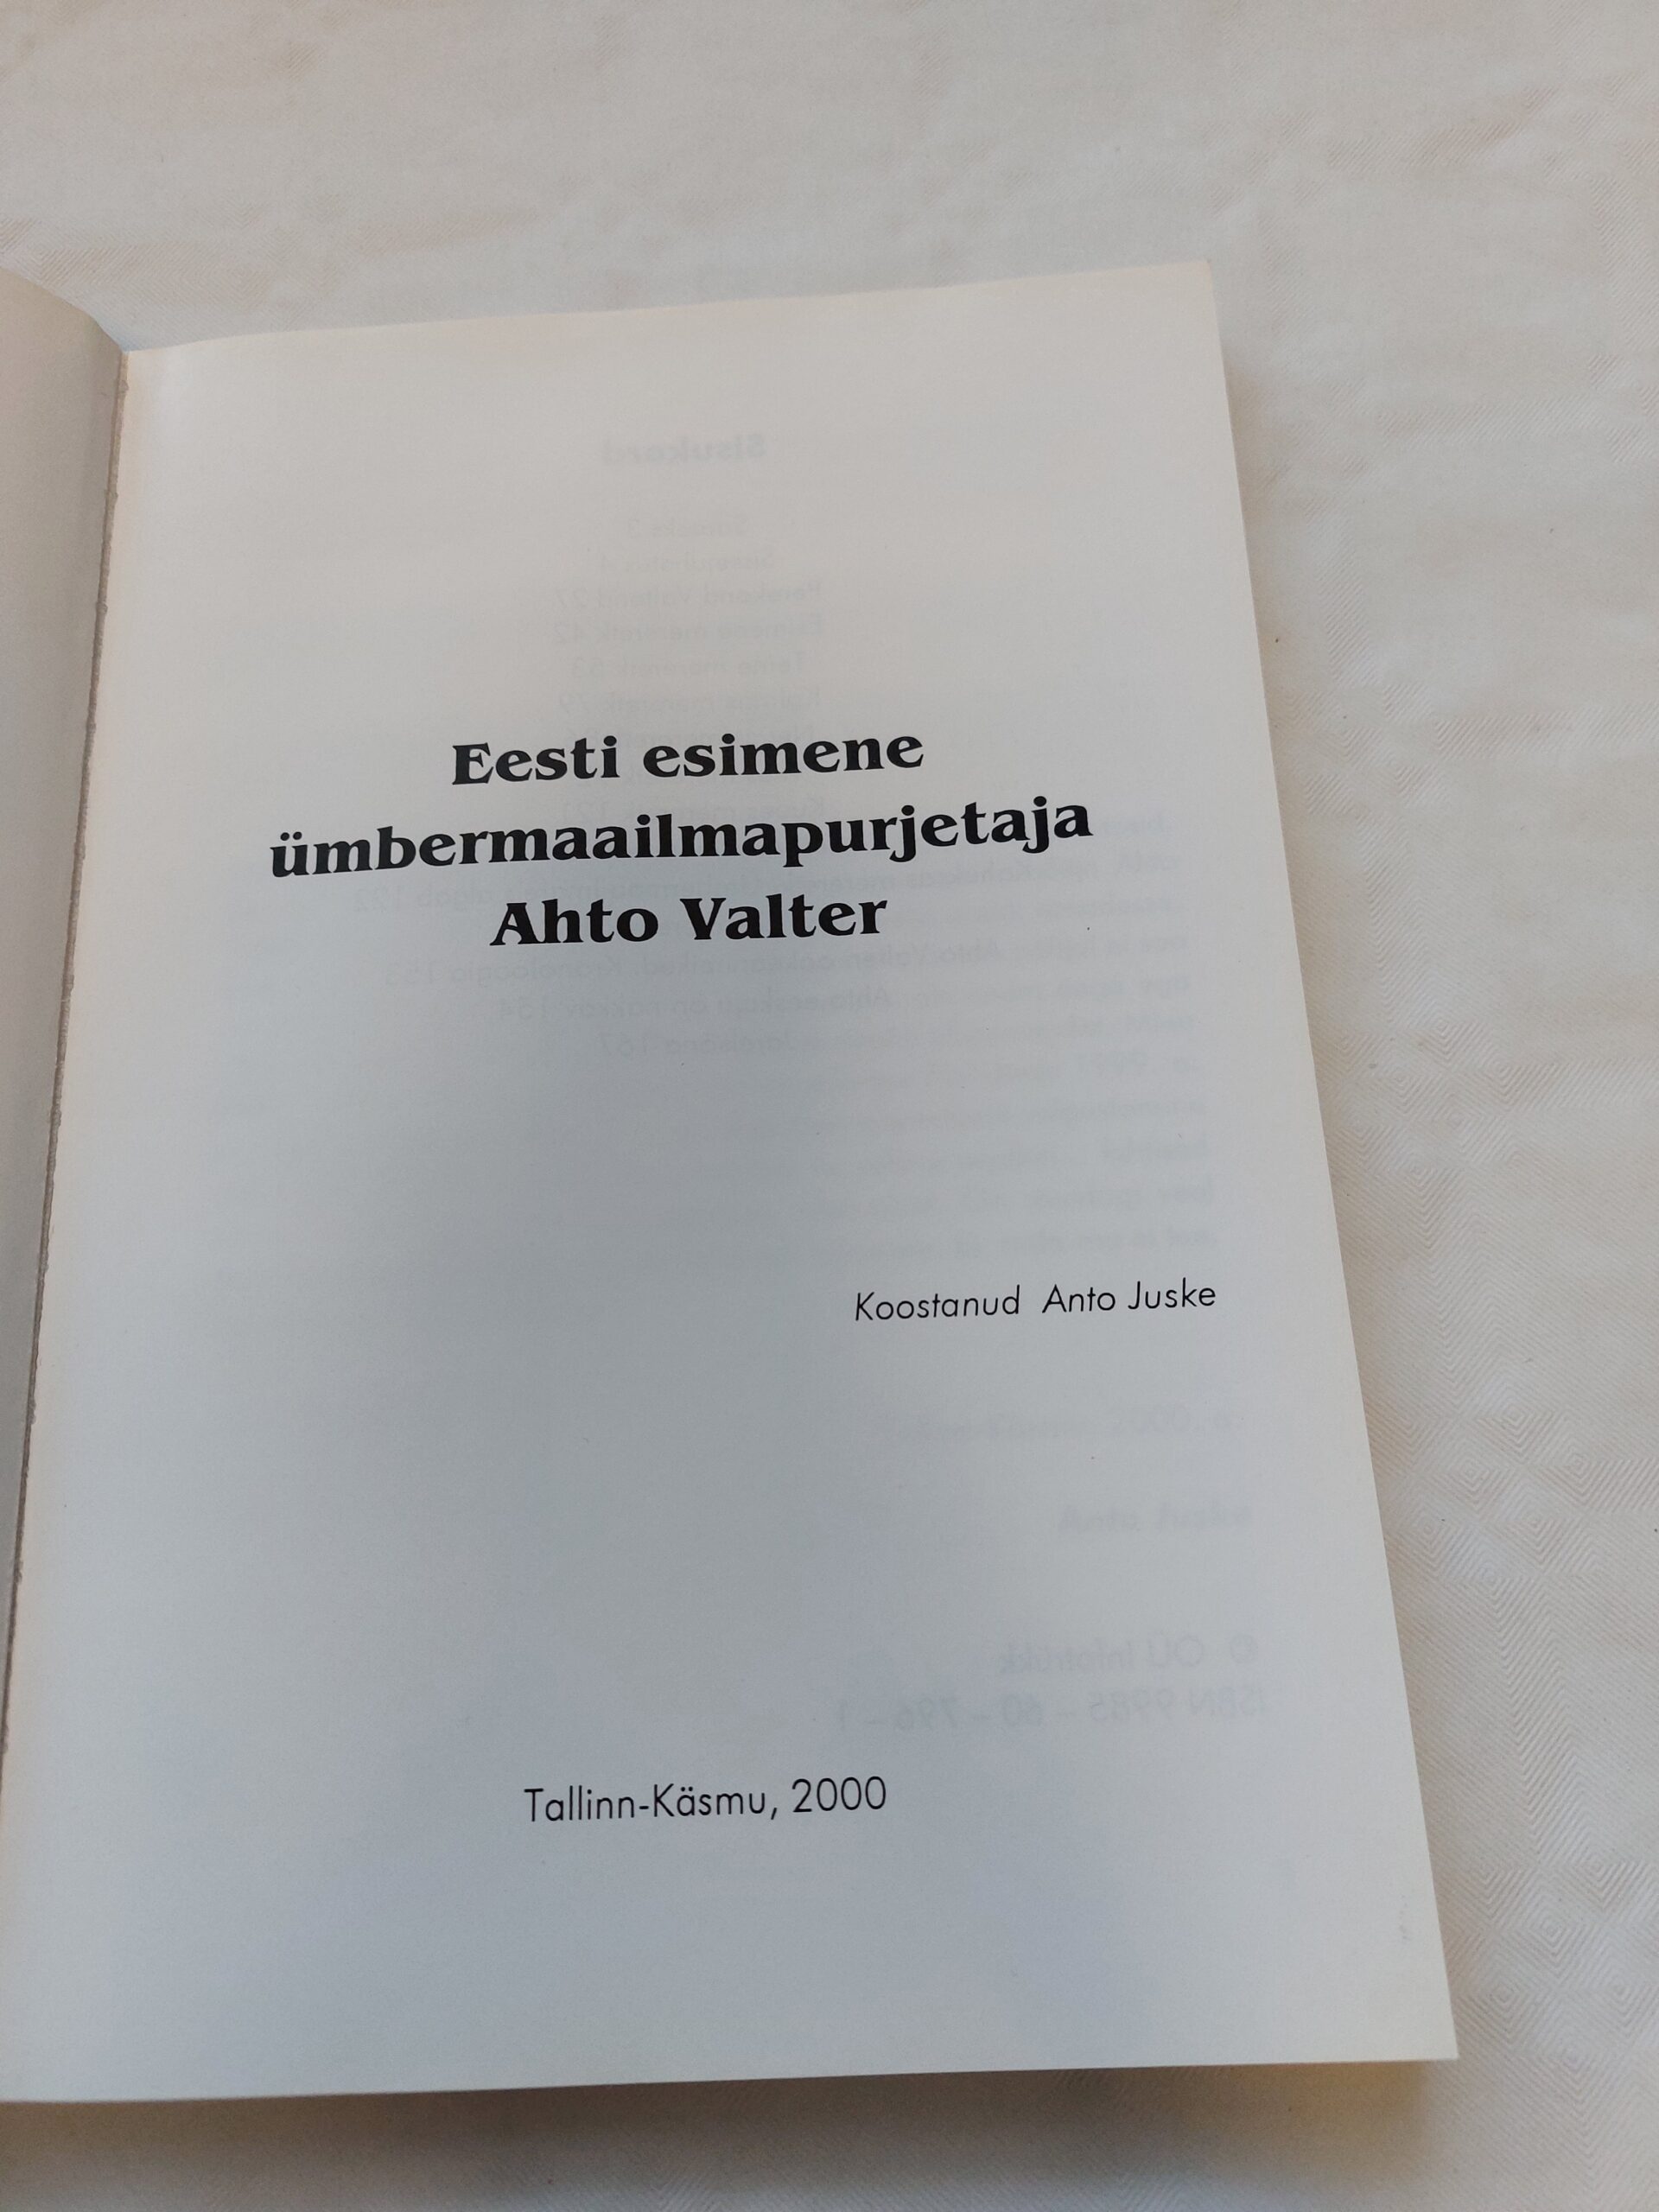 Eesti esimene
ümbermaailmapurjetaja
Ahto Valter
Koostanud Anto Juske
Tallinn-Käsmu, 2000